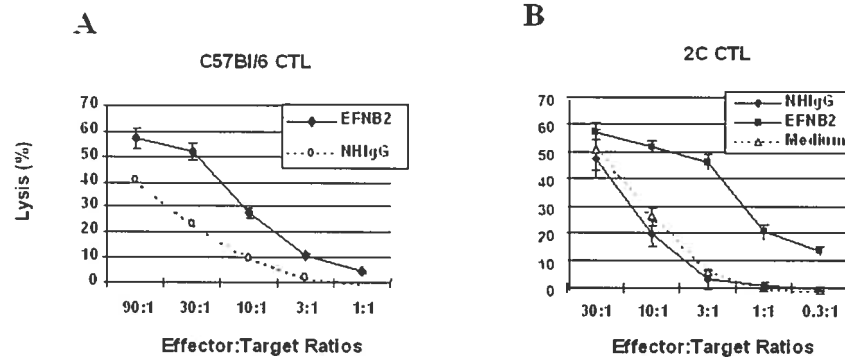 A
C57Bl/6 CTL
EFNB2
NHIgG
Lysis (%)
70
60
50
40
30
20
10
0
90:1 30:1 10:1 3:1 1:1
Effector:Target Ratios
B
2C CTL
NHIgG
EFNB2
Medium
70
60
50
40
30
20
10
0
30:1 10:1 3:1 1:1 0.3:1
Effector:Target Ratios